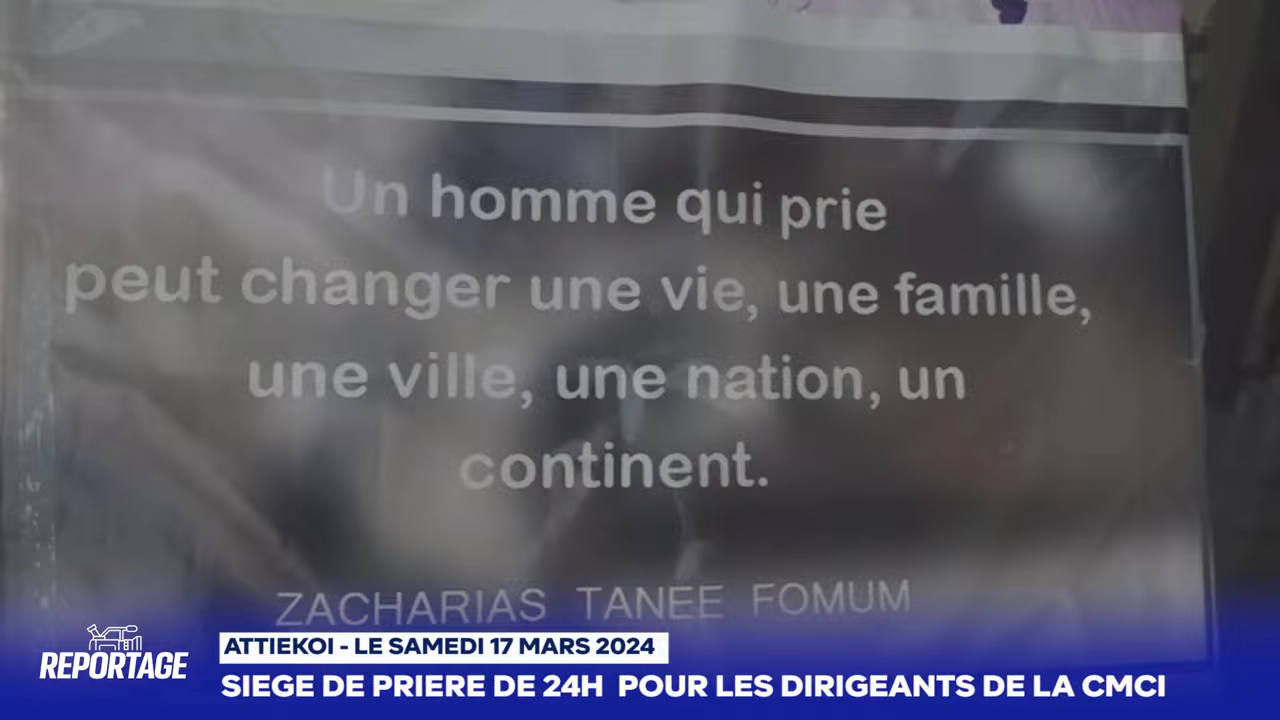 Un homme qui prie
peut changer une vie, une famille,
une ville, une nation, un
continent.
ZACHARIAS TANEE FOMUM
REPORTAGE
ATTIEKOI - LE SAMEDI 17 MARS 2024
SIEGE DE PRIERE DE 24H POUR LES DIRIGEANTS DE LA CMCI